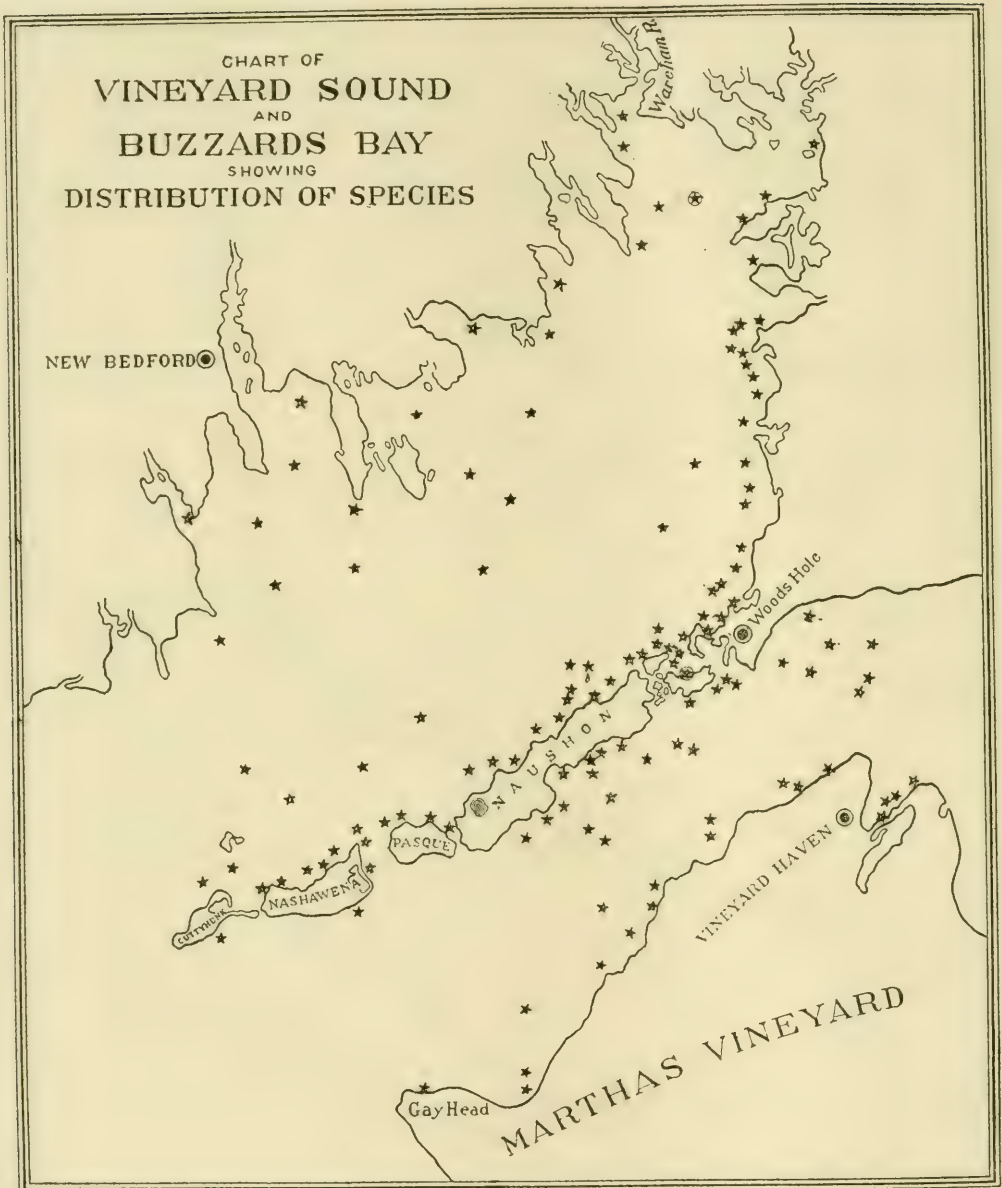 CHART OF
VINEYARD SOUND
AND
BUZZARDS BAY
SHOWING
DISTRIBUTION OF SPECIES
Wareham R.
NEW BEDFORD
Woods Hole
NAUSHON
PASQUE
NASHAWENA
CUTTYHUNK
VINEYARD HAVEN
MARTHAS VINEYARD
Gay Head